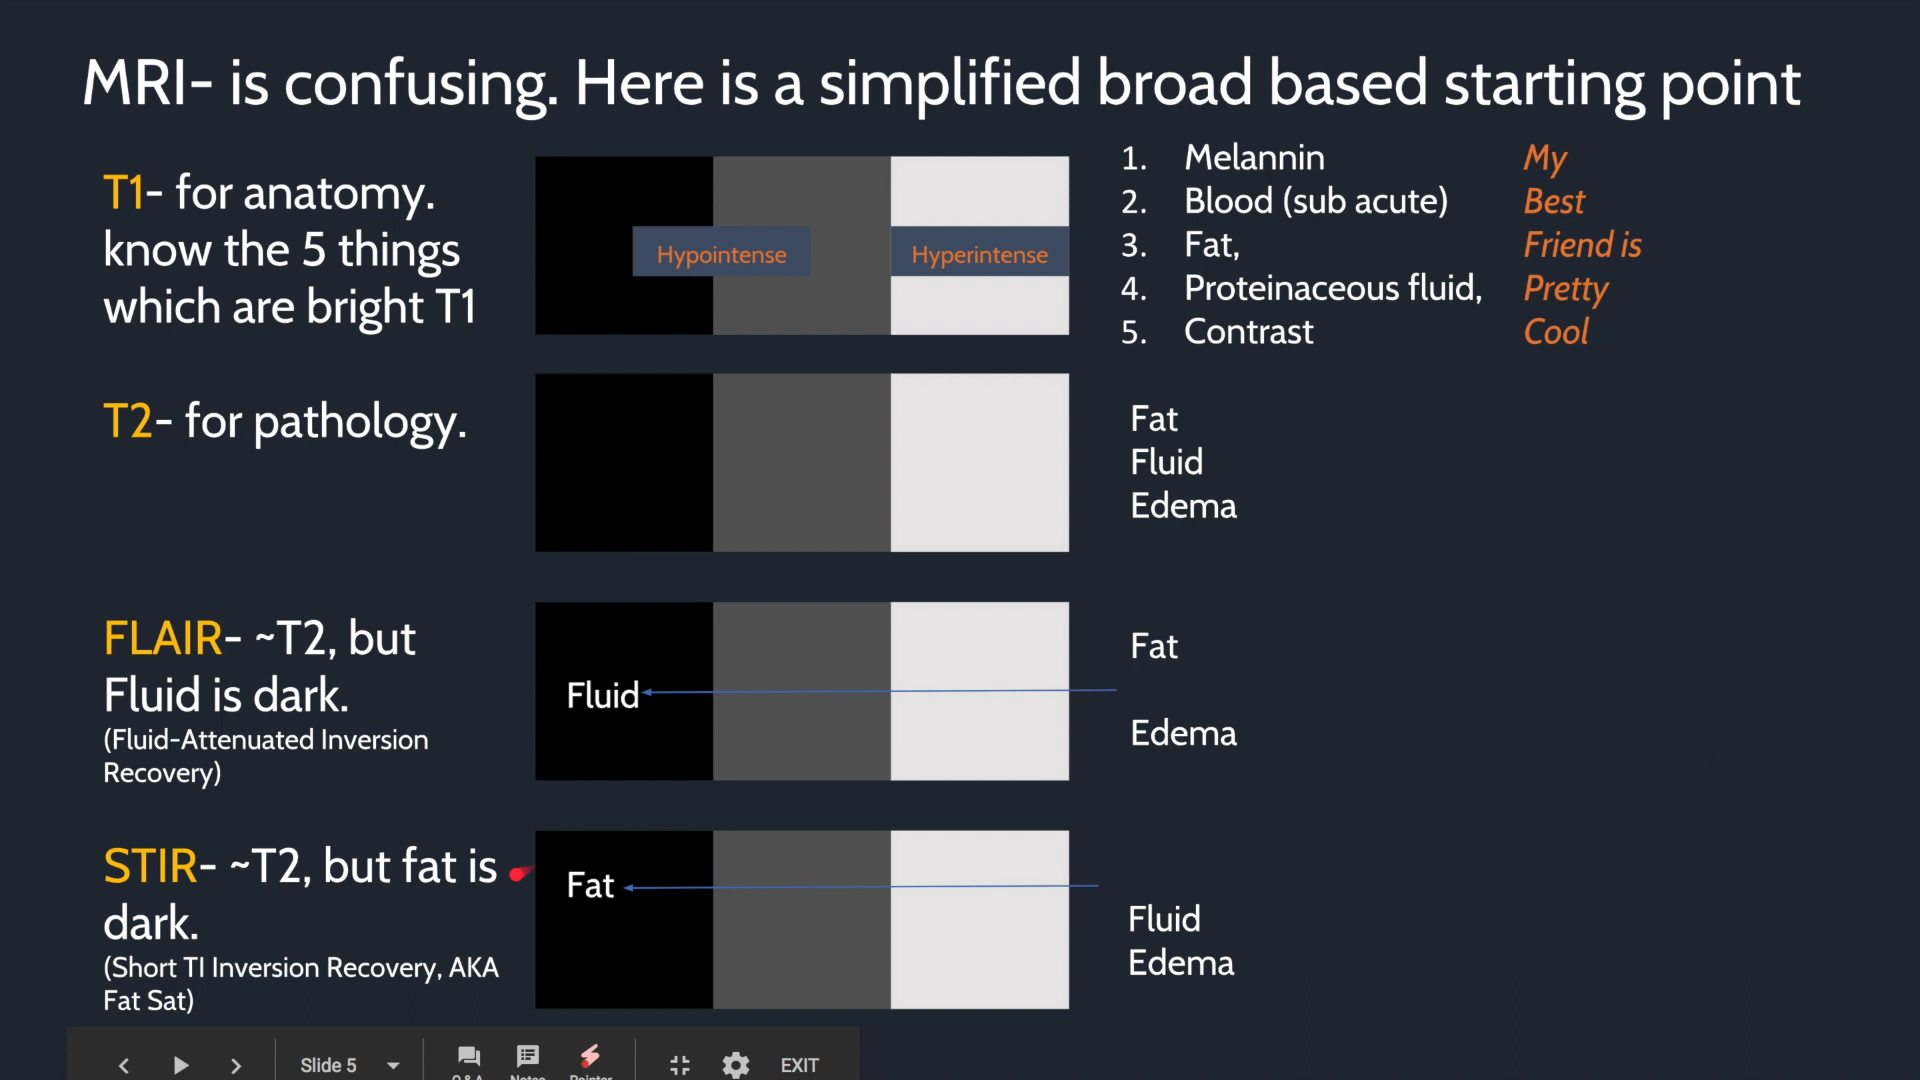 MRI- is confusing. Here is a simplified broad based starting point
T1- for anatomy.
know the 5 things
which are bright T1
Hypointense
Hyperintense
1. Melannin My
2. Blood (sub acute) Best
3. Fat, Friend is
4. Proteinaceous fluid, Pretty
5. Contrast Cool
T2- for pathology.
Fat
Fluid
Edema
FLAIR- ~T2, but
Fluid is dark.
(Fluid-Attenuated Inversion
Recovery)
Fluid
Fat
Edema
STIR- ~T2, but fat is
dark.
(Short TI Inversion Recovery, AKA
Fat Sat)
Fat
Fluid
Edema
Slide 5
Q & A
Notes
Pointer
EXIT